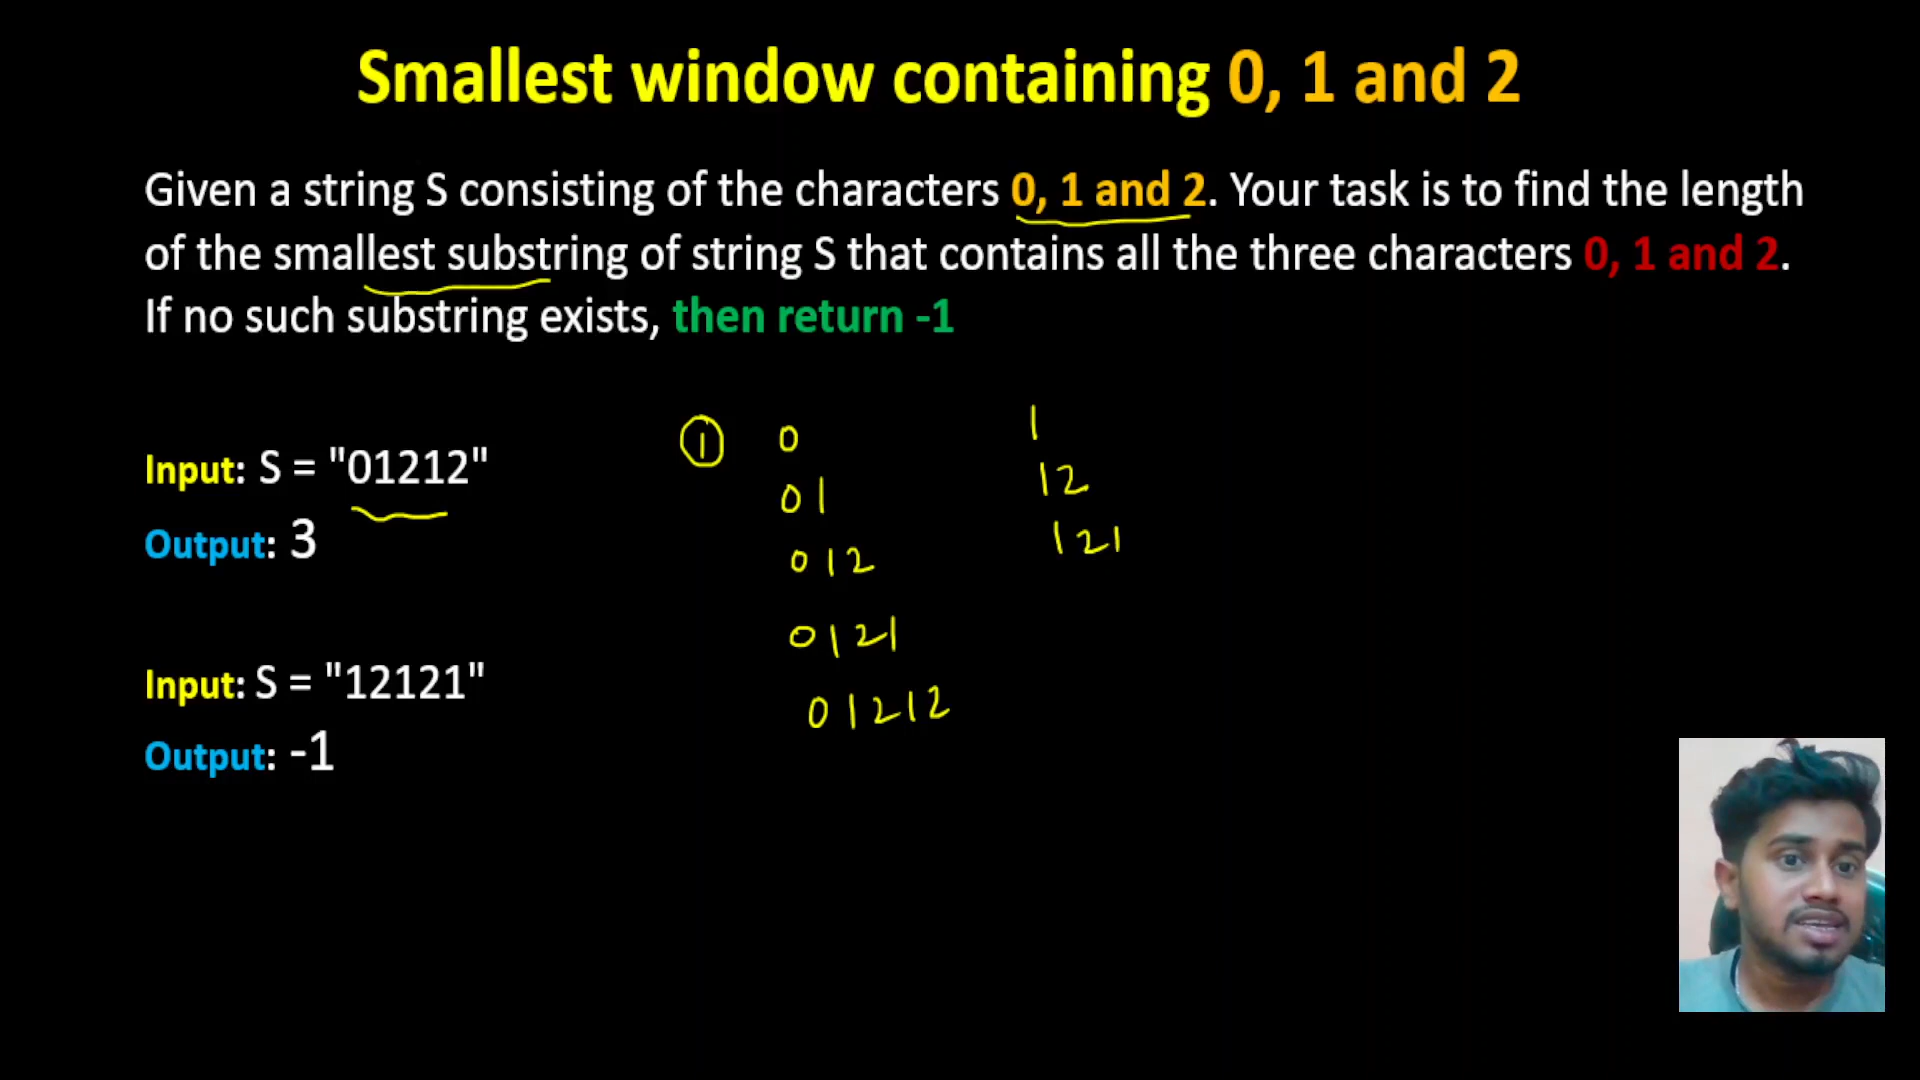 Smallest window containing 0, 1 and 2
Given a string S consisting of the characters 0, 1 and 2. Your task is to find the length
of the smallest substring of string S that contains all the three characters 0, 1 and 2.
If no such substring exists, then return -1
Input: S = "01212"
Output: 3
Input: S = "12121"
Output: -1
1
0
01
012
0121
01212
1
12
121